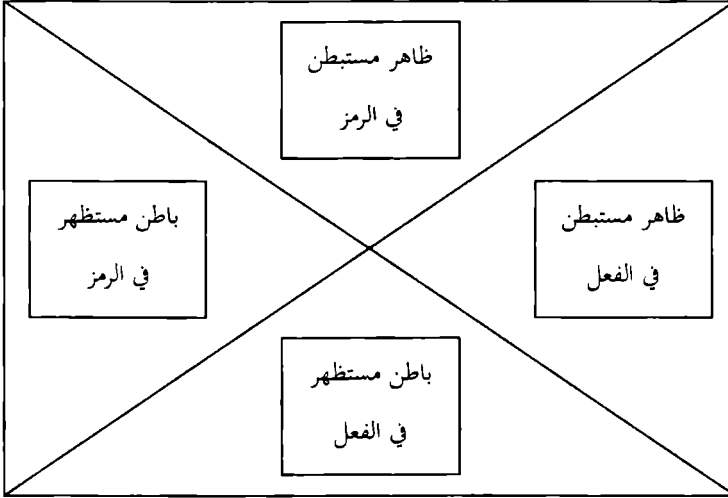 ظاهر مستبطن
في الرمز
ظاهر مستبطن
في الفعل
باطن مستظهر
في الرمز
باطن مستظهر
في الفعل